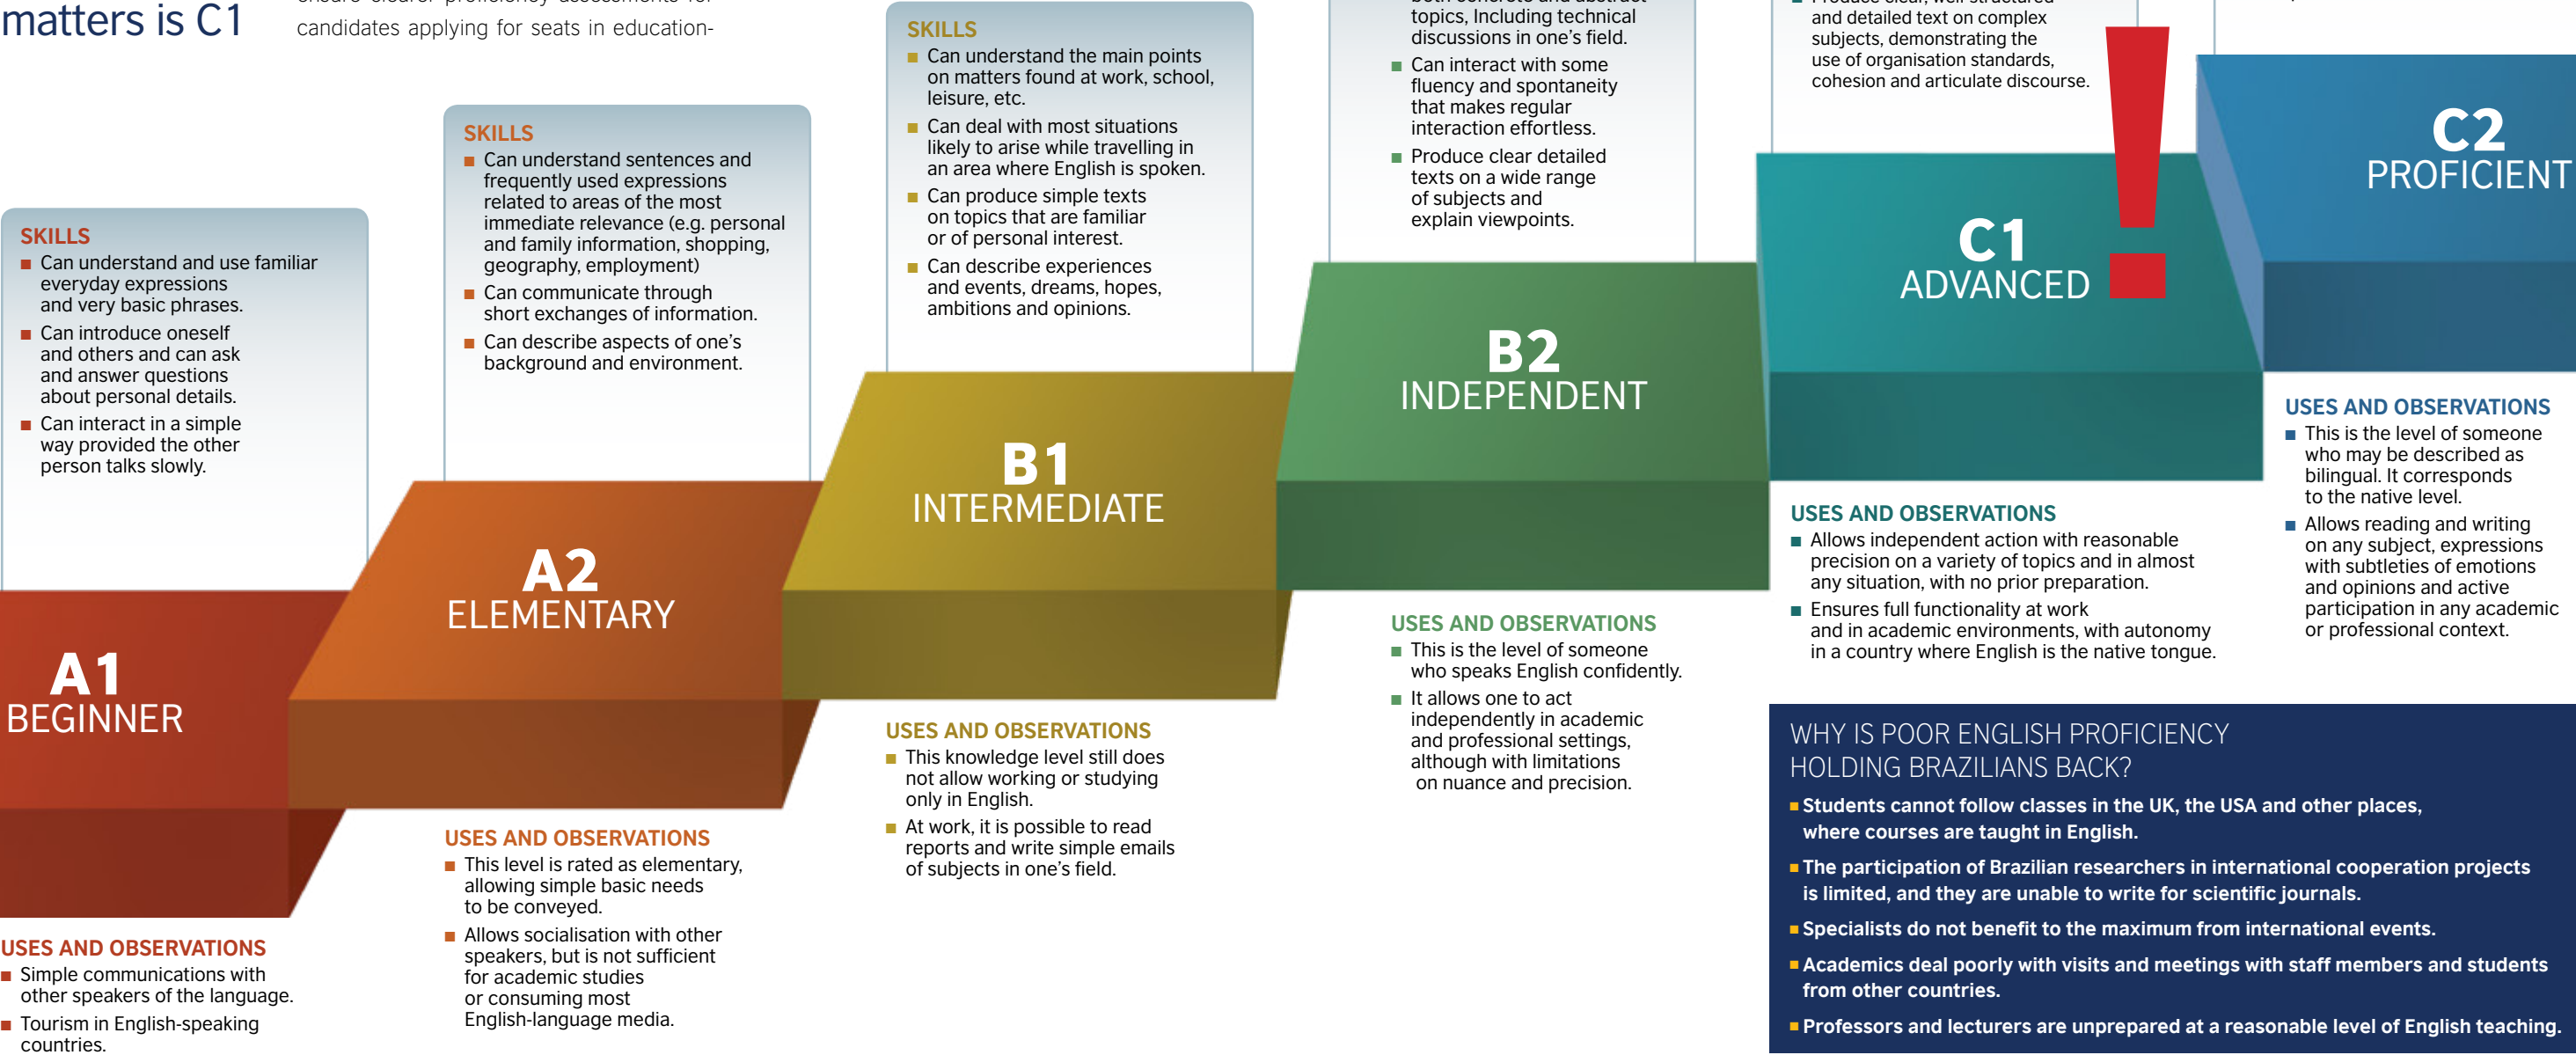 matters is C1
candidates applying for seats in education-
SKILLS
Can understand and use familiar
everyday expressions
and very basic phrases.
Can introduce oneself
and others and can ask
and answer questions
about personal details.
Can interact in a simple
way provided the other
person talks slowly.
A1
BEGINNER
USES AND OBSERVATIONS
Simple communications with
other speakers of the language.
Tourism in English-speaking
countries.
SKILLS
Can understand sentences and
frequently used expressions
related to areas of the most
immediate relevance (e.g. personal
and family information, shopping,
geography, employment)
Can communicate through
short exchanges of information.
Can describe aspects of one’s
background and environment.
A2
ELEMENTARY
USES AND OBSERVATIONS
This level is rated as elementary,
allowing simple basic needs
to be conveyed.
Allows socialisation with other
speakers, but is not sufficient
for academic studies
or consuming most
English-language media.
SKILLS
Can understand the main points
on matters found at work, school,
leisure, etc.
Can deal with most situations
likely to arise while travelling in
an area where English is spoken.
Can produce simple texts
on topics that are familiar
or of personal interest.
Can describe experiences
and events, dreams, hopes,
ambitions and opinions.
B1
INTERMEDIATE
USES AND OBSERVATIONS
This knowledge level still does
not allow working or studying
only in English.
At work, it is possible to read
reports and write simple emails
of subjects in one’s field.
both concrete and abstract
topics, Including technical
discussions in one’s field.
Can interact with some
fluency and spontaneity
that makes regular
interaction effortless.
Produce clear detailed
texts on a wide range
of subjects and
explain viewpoints.
B2
INDEPENDENT
USES AND OBSERVATIONS
This is the level of someone
who speaks English confidently.
It allows one to act
independently in academic
and professional settings,
although with limitations
on nuance and precision.
Produce clear, well-structured
and detailed text on complex
subjects, demonstrating the
use of organisation standards,
cohesion and articulate discourse.
C1
ADVANCED
!
USES AND OBSERVATIONS
Allows independent action with reasonable
precision on a variety of topics and in almost
any situation, with no prior preparation.
Ensures full functionality at work
and in academic environments, with autonomy
in a country where English is the native tongue.
C2
PROFICIENT
USES AND OBSERVATIONS
This is the level of someone
who may be described as
bilingual. It corresponds
to the native level.
Allows reading and writing
on any subject, expressions
with subtleties of emotions
and opinions and active
participation in any academic
or professional context.
WHY IS POOR ENGLISH PROFICIENCY
HOLDING BRAZILIANS BACK?
Students cannot follow classes in the UK, the USA and other places,
where courses are taught in English.
The participation of Brazilian researchers in international cooperation projects
is limited, and they are unable to write for scientific journals.
Specialists do not benefit to the maximum from international events.
Academics deal poorly with visits and meetings with staff members and students
from other countries.
Professors and lecturers are unprepared at a reasonable level of English teaching.